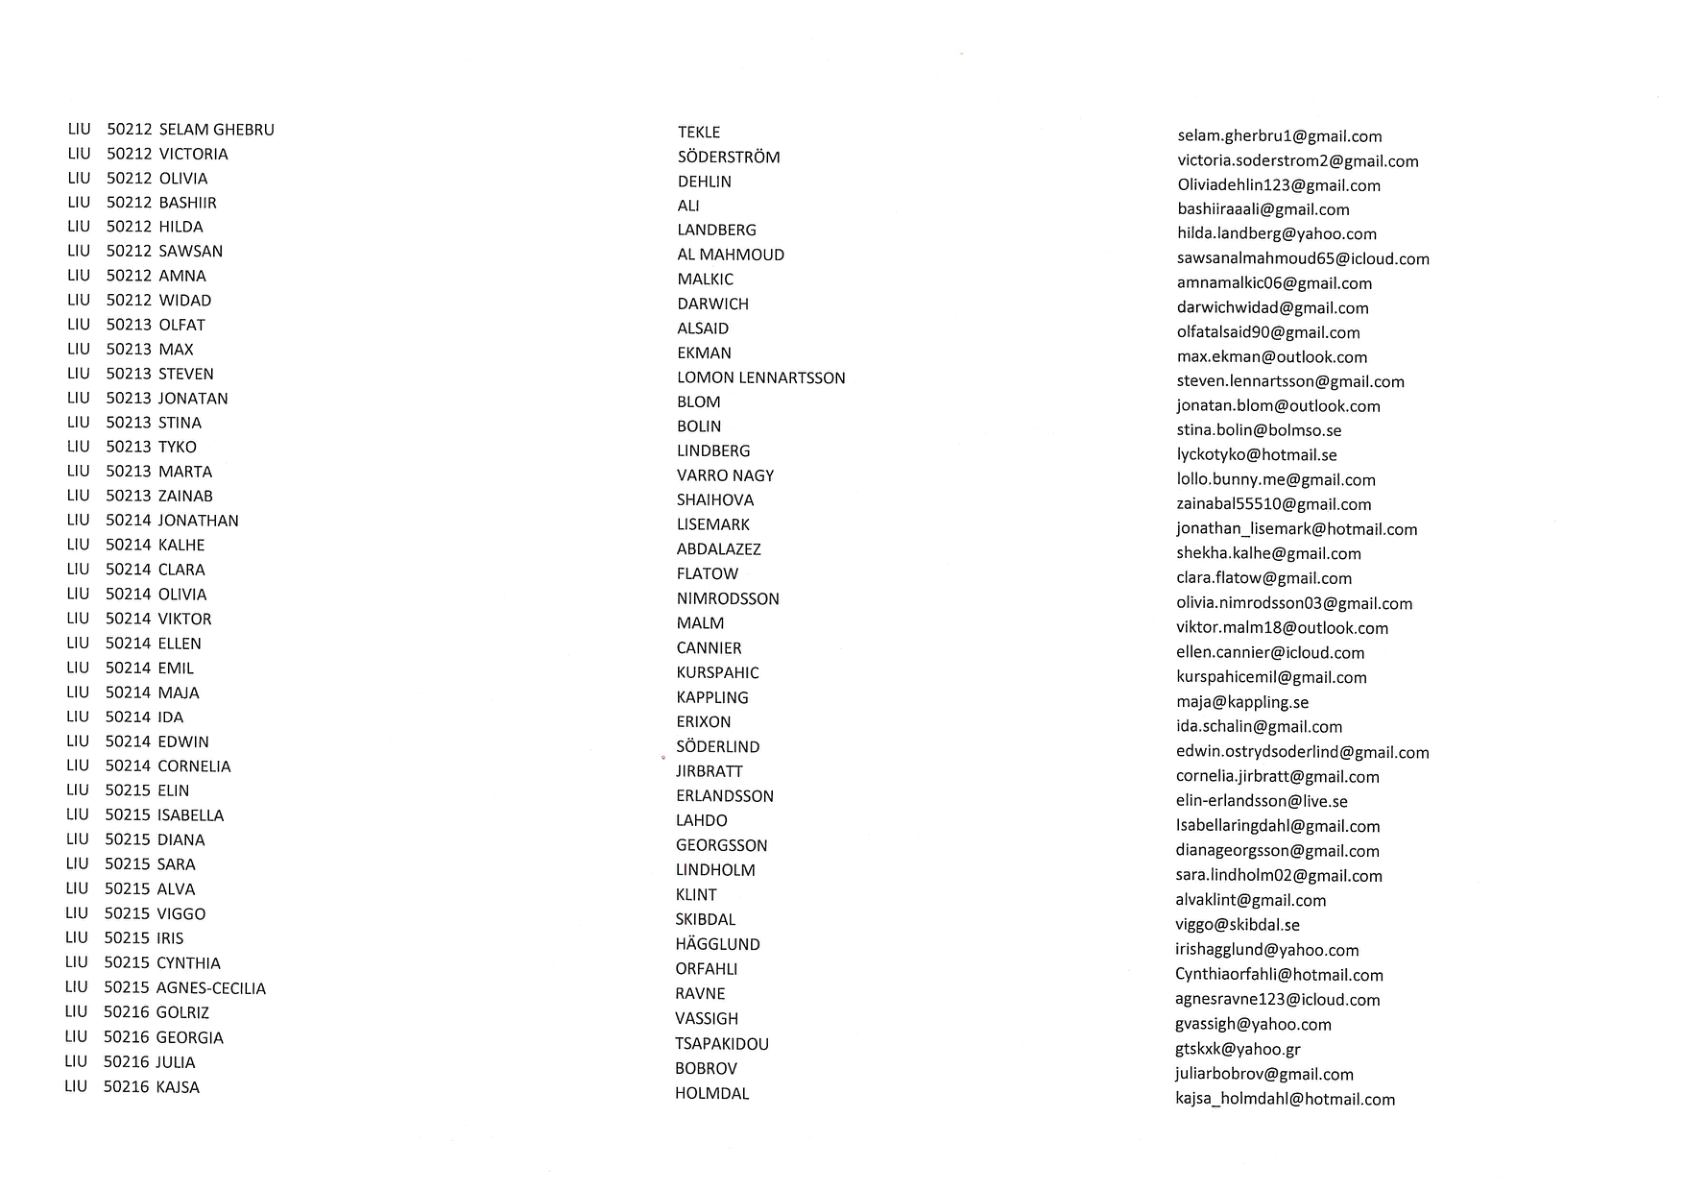 LIU 50212 SELAM GHEBRU TEKLE selam.gherbru1@gmail.com
LIU 50212 VICTORIA SÖDERSTRÖM victoria.soderstrom2@gmail.com
LIU 50212 OLIVIA DEHLIN Oliviadehlin123@gmail.com
LIU 50212 BASHIIR ALI bashiiraaali@gmail.com
LIU 50212 HILDA LANDBERG hilda.landberg@yahoo.com
LIU 50212 SAWSAN AL MAHMOUD sawsanalmahmoud65@icloud.com
LIU 50212 AMNA MALKIC amnamalkic06@gmail.com
LIU 50212 WIDAD DARWICH darwichwidad@gmail.com
LIU 50213 OLFAT ALSAID olfatalsaid90@gmail.com
LIU 50213 MAX EKMAN max.ekman@outlook.com
LIU 50213 STEVEN LOMON LENNARTSSON steven.lennartsson@gmail.com
LIU 50213 JONATAN BLOM jonatan.blom@outlook.com
LIU 50213 STINA BOLIN stina.bolin@bolmso.se
LIU 50213 TYKO LINDBERG lyckotyko@hotmail.se
LIU 50213 MARTA VARRO NAGY lollo.bunny.me@gmail.com
LIU 50213 ZAINAB SHAIHOVA zainabal55510@gmail.com
LIU 50214 JONATHAN LISEMARK jonathan_lisemark@hotmail.com
LIU 50214 KALHE ABDALAZEZ shekha.kalhe@gmail.com
LIU 50214 CLARA FLATOW clara.flatow@gmail.com
LIU 50214 OLIVIA NIMRODSSON olivia.nimrodsson03@gmail.com
LIU 50214 VIKTOR MALM viktor.malm18@outlook.com
LIU 50214 ELLEN CANNIER ellen.cannier@icloud.com
LIU 50214 EMIL KURSPAHIC kurspahicemil@gmail.com
LIU 50214 MAJA KAPPLING maja@kappling.se
LIU 50214 IDA ERIXON ida.schalin@gmail.com
LIU 50214 EDWIN SÖDERLIND edwin.ostrydsoderlind@gmail.com
LIU 50214 CORNELIA JIRBRATT cornelia.jirbratt@gmail.com
LIU 50215 ELIN ERLANDSSON elin-erlandsson@live.se
LIU 50215 ISABELLA LAHDO Isabellaringdahl@gmail.com
LIU 50215 DIANA GEORGSSON dianageorgsson@gmail.com
LIU 50215 SARA LINDHOLM sara.lindholm02@gmail.com
LIU 50215 ALVA KLINT alvaklint@gmail.com
LIU 50215 VIGGO SKIBDAL viggo@skibdal.se
LIU 50215 IRIS HÄGGLUND irishagglund@yahoo.com
LIU 50215 CYNTHIA ORFAHLI Cynthiaorfahli@hotmail.com
LIU 50215 AGNES-CECILIA RAVNE agnesravne123@icloud.com
LIU 50216 GOLRIZ VASSIGH gvassigh@yahoo.com
LIU 50216 GEORGIA TSAPAKIDOU gtskxk@yahoo.gr
LIU 50216 JULIA BOBROV juliarbobrov@gmail.com
LIU 50216 KAJSA HOLMDAL kajsa_holmdahl@hotmail.com